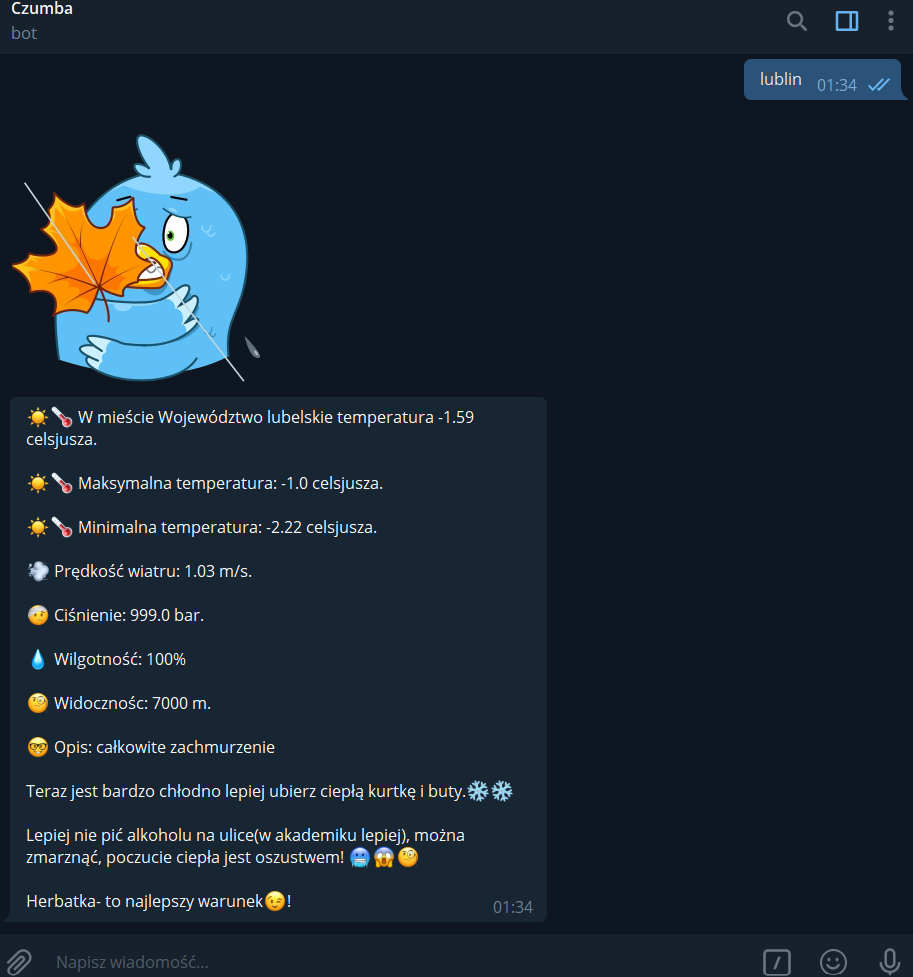 Czumba
bot
lublin 01:34
☀️🌡️ W mieście Województwo lubelskie temperatura -1.59
celsjusza.
☀️🌡️ Maksymalna temperatura: -1.0 celsjusza.
☀️🌡️ Minimalna temperatura: -2.22 celsjusza.
💨 Prędkość wiatru: 1.03 m/s.
🤕 Ciśnienie: 999.0 bar.
💧 Wilgotność: 100%
🧐 Widocznośc: 7000 m.
🤓 Opis: całkowite zachmurzenie
Teraz jest bardzo chłodno lepiej ubierz ciepłą kurtkę i buty.❄️❄️
Lepiej nie pić alkoholu na ulice(w akademiku lepiej), można
zmarznąć, poczucie ciepła jest oszustwem! 🥶😱🧐
Herbatka- to najlepszy warunek😉!
01:34
Napisz wiadomość...